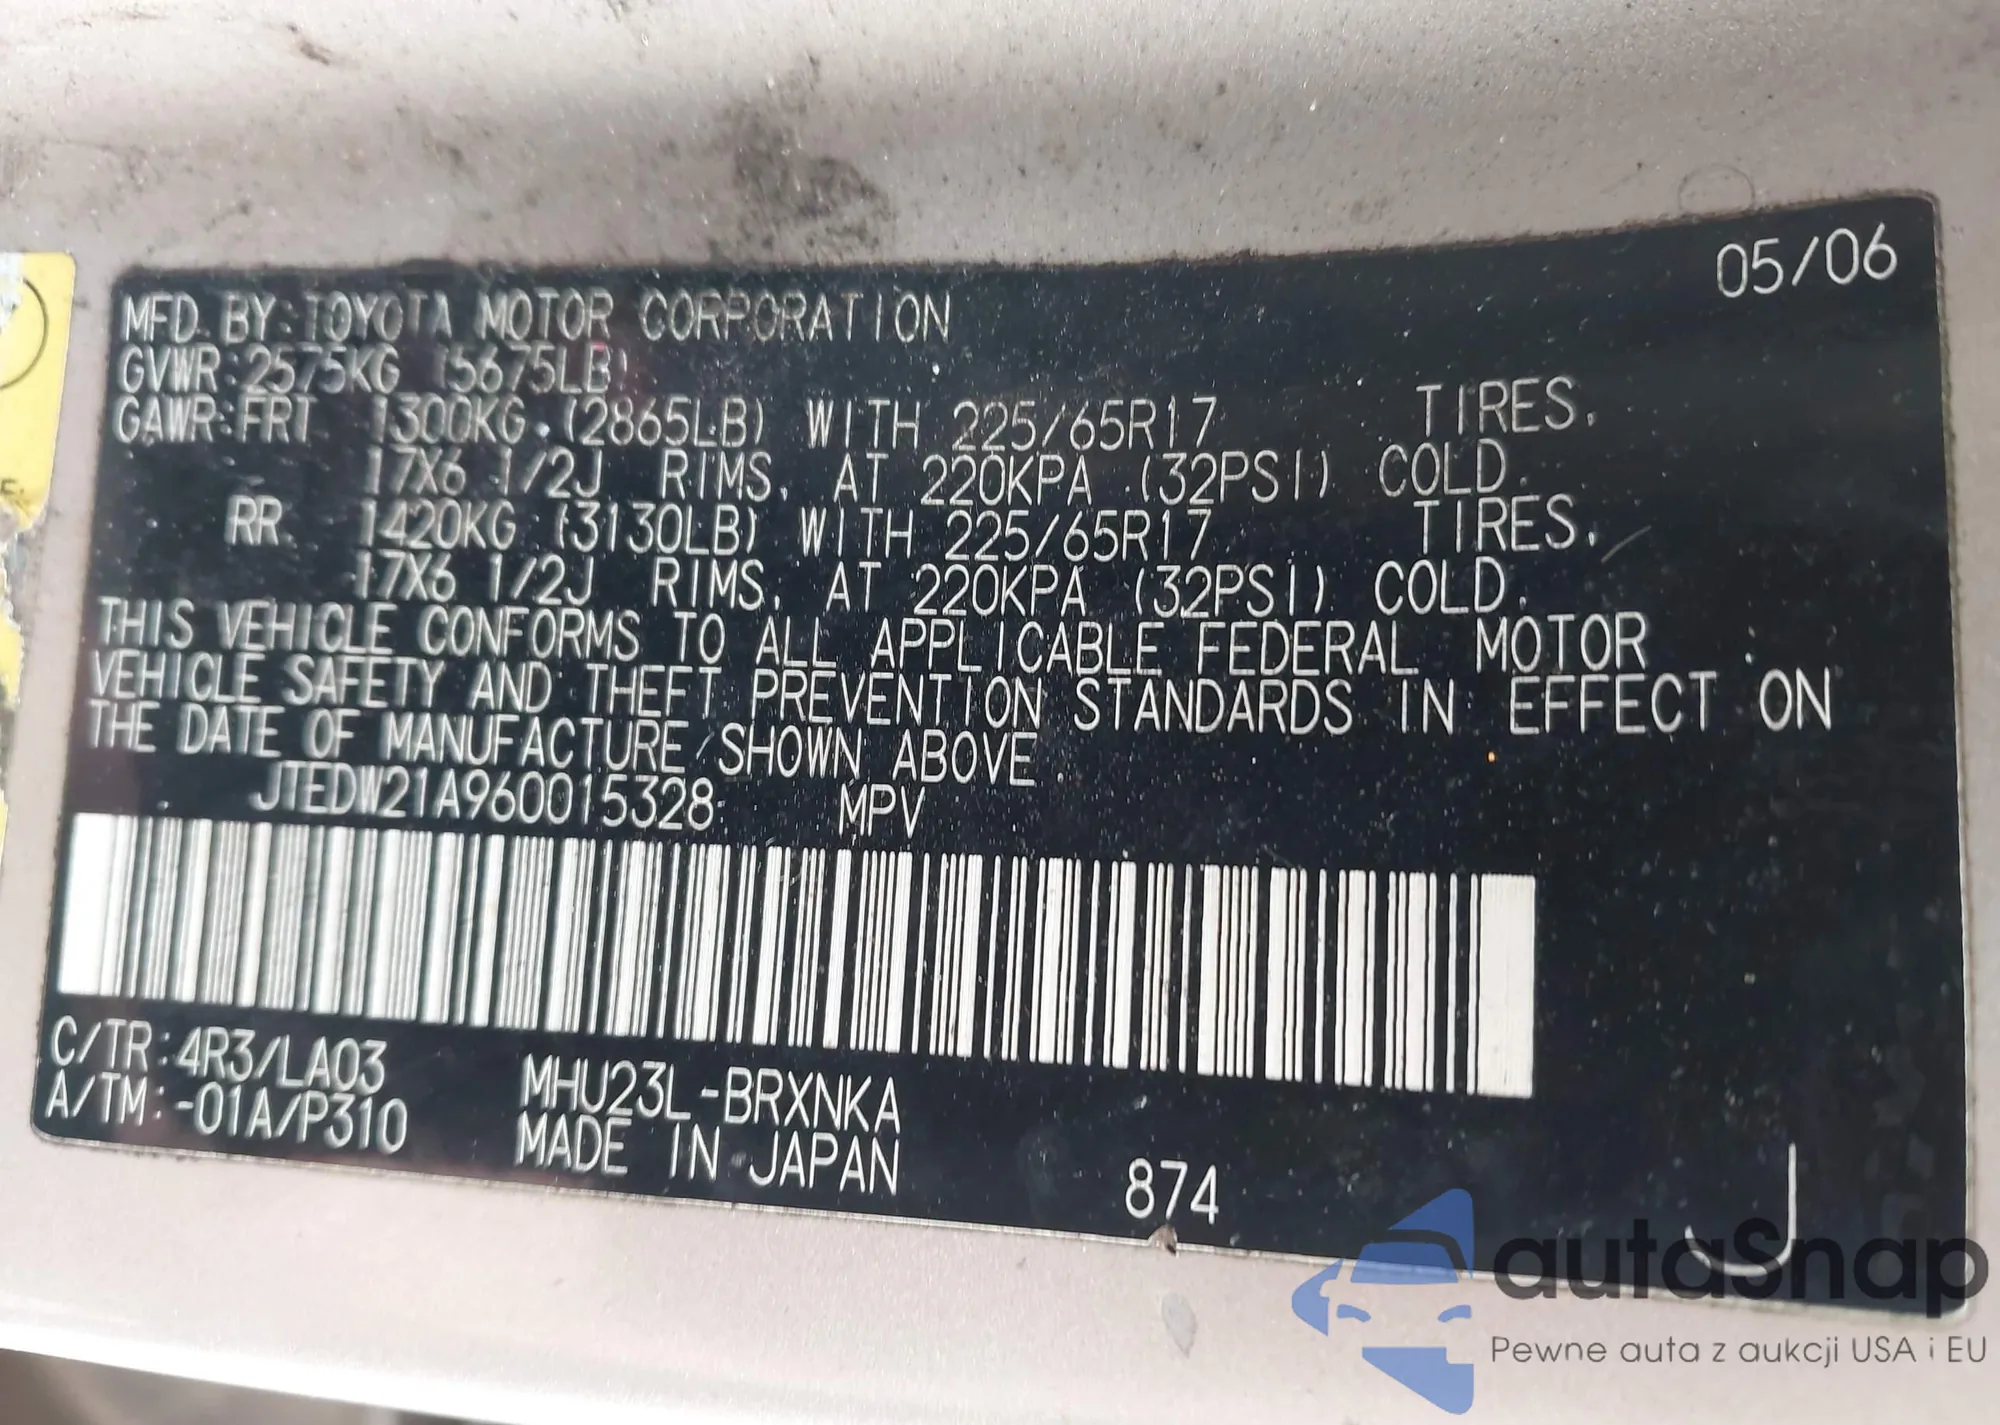 05/06
MFD. BY: TOYOTA MOTOR CORPORATION
GVWR: 2575KG (5675LB)
GAWR: FRT 1300KG (2865LB) WITH 225/65R17 TIRES,
17X6 1/2J RIMS, AT 220KPA (32PSI) COLD.
RR 1420KG (3130LB) WITH 225/65R17 TIRES,
17X6 1/2J RIMS, AT 220KPA (32PSI) COLD.
THIS VEHICLE CONFORMS TO ALL APPLICABLE FEDERAL MOTOR
VEHICLE SAFETY AND THEFT PREVENTION STANDARDS IN EFFECT ON
THE DATE OF MANUFACTURE SHOWN ABOVE.
JTEDW21A960015328 MPV
C/TR:4R3/LA03
A/TM:-01A/P310
MHU23L-BRXNKA
MADE IN JAPAN
874
J
autaSnap
Pewne auta z aukcji USA i EU